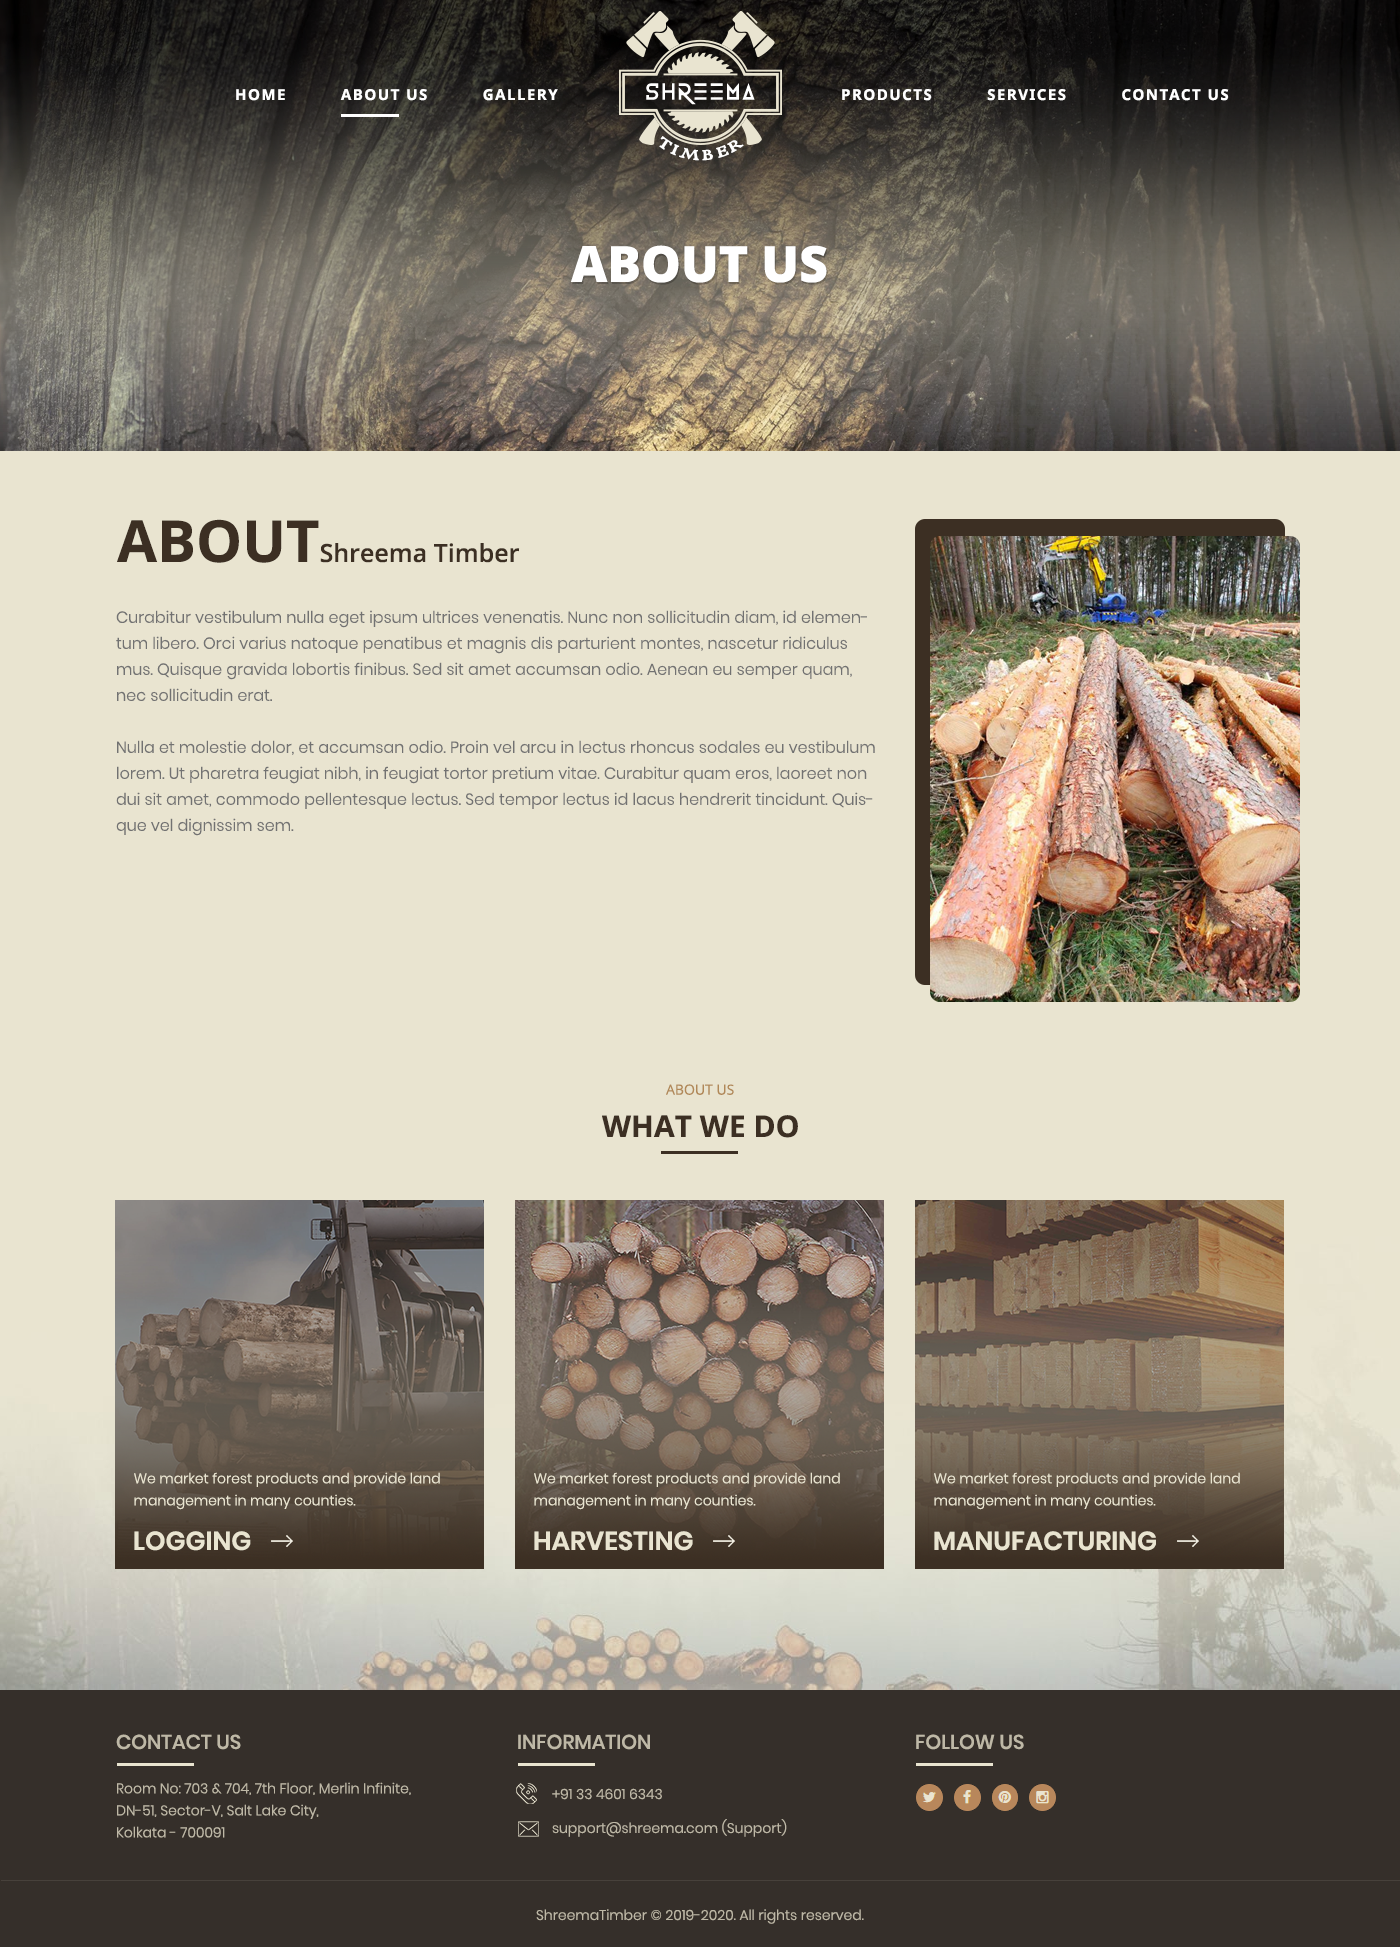 HOME
ABOUT US
GALLERY
SHREEMA
TIMBER
PRODUCTS
SERVICES
CONTACT US
ABOUT US
ABOUT Shreema Timber
Curabitur vestibulum nulla eget ipsum ultrices venenatis. Nunc non sollicitudin diam, id elemen-
tum libero. Orci varius natoque penatibus et magnis dis parturient montes, nascetur ridiculus
mus. Quisque gravida lobortis finibus. Sed sit amet accumsan odio. Aenean eu semper quam,
nec sollicitudin erat.
Nulla et molestie dolor, et accumsan odio. Proin vel arcu in lectus rhoncus sodales eu vestibulum
lorem. Ut pharetra feugiat nibh, in feugiat tortor pretium vitae. Curabitur quam eros, laoreet non
dui sit amet, commodo pellentesque lectus. Sed tempor lectus id lacus hendrerit tincidunt. Quis-
que vel dignissim sem.
ABOUT US
WHAT WE DO
We market forest products and provide land
management in many counties.
LOGGING
We market forest products and provide land
management in many counties.
HARVESTING
We market forest products and provide land
management in many counties.
MANUFACTURING
CONTACT US
Room No: 703 & 704, 7th Floor, Merlin Infinite,
DN-51, Sector-V, Salt Lake City,
Kolkata - 700091
INFORMATION
+91 33 4601 6343
support@shreema.com (Support)
FOLLOW US
ShreemaTimber © 2019-2020. All rights reserved.